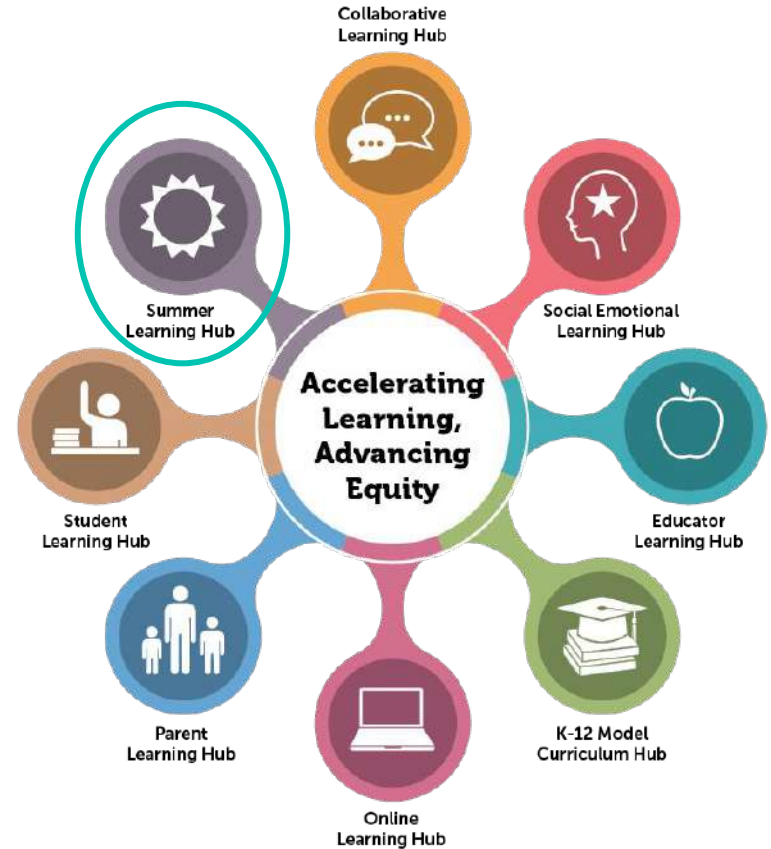 Collaborative
Learning Hub
Summer
Learning Hub
Social Emotional
Learning Hub
Accelerating
Learning,
Advancing
Equity
Student
Learning Hub
Educator
Learning Hub
Parent
Learning Hub
K-12 Model
Curriculum Hub
Online
Learning Hub